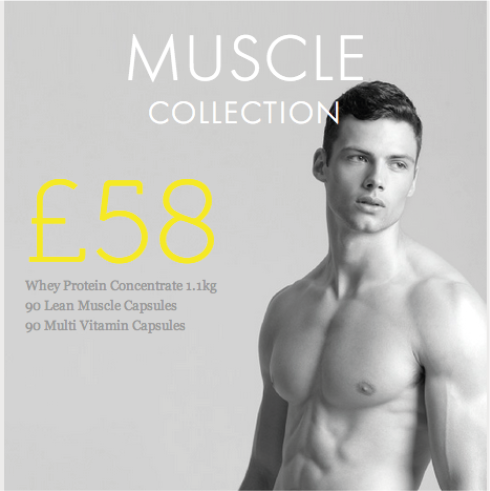 MUSCLE
COLLECTION
£58
Whey Protein Concentrate 1.1kg
90 Lean Muscle Capsules
90 Multi Vitamin Capsules